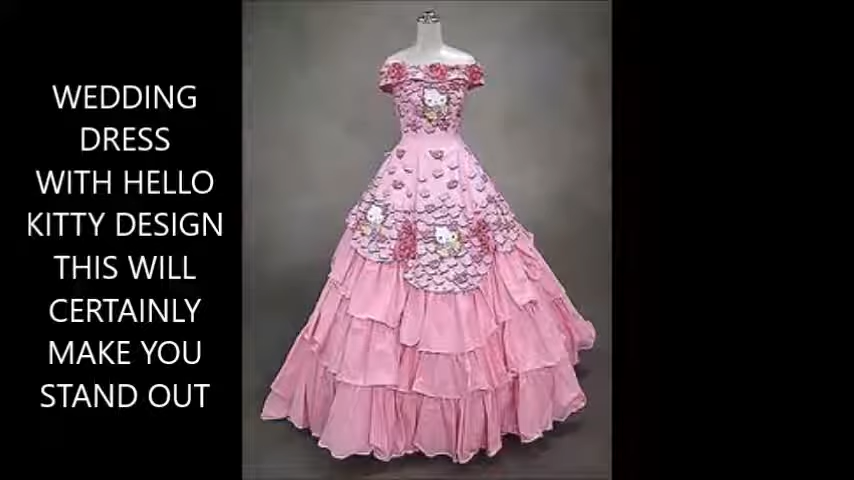 WEDDING
DRESS
WITH HELLO
KITTY DESIGN
THIS WILL
CERTAINLY
MAKE YOU
STAND OUT